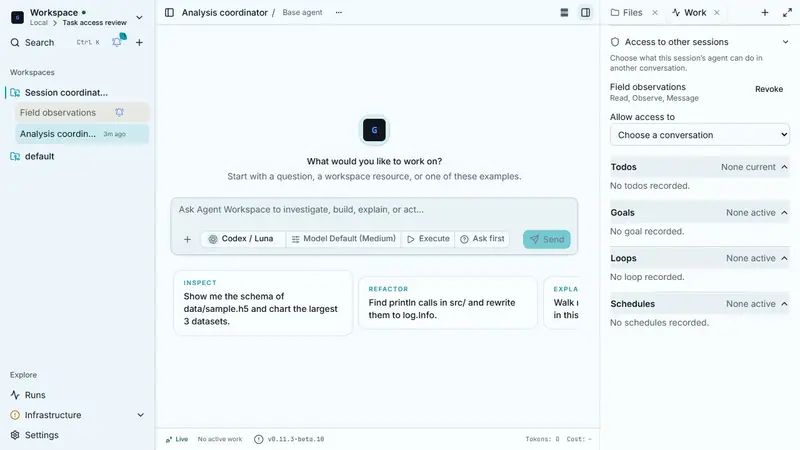 Workspace
Local > Task access review
Search Ctrl K
Workspaces
Session coordinat...
Field observations
Analysis coordin... 3m ago
default
Explore
Runs
Infrastructure
Settings
Analysis coordinator / Base agent ...
G
What would you like to work on?
Start with a question, a workspace resource, or one of these examples.
Ask Agent Workspace to investigate, build, explain, or act...
+ Codex / Luna Model Default (Medium) Execute Ask first Send
INSPECT
Show me the schema of
data/sample.h5 and chart the largest
3 datasets.
REFACTOR
Find println calls in src/ and rewrite
them to log.Info.
EXPLA
Walk
in this
Live No active work v0.11.3-beta.10 Tokens: 0 Cost: –
Files × Work ×
Access to other sessions
Choose what this session's agent can do in
another conversation.
Field observations
Read, Observe, Message
Revoke
Allow access to
Choose a conversation
Todos None current
No todos recorded.
Goals None active
No goal recorded.
Loops None active
No loop recorded.
Schedules None active
No schedules recorded.